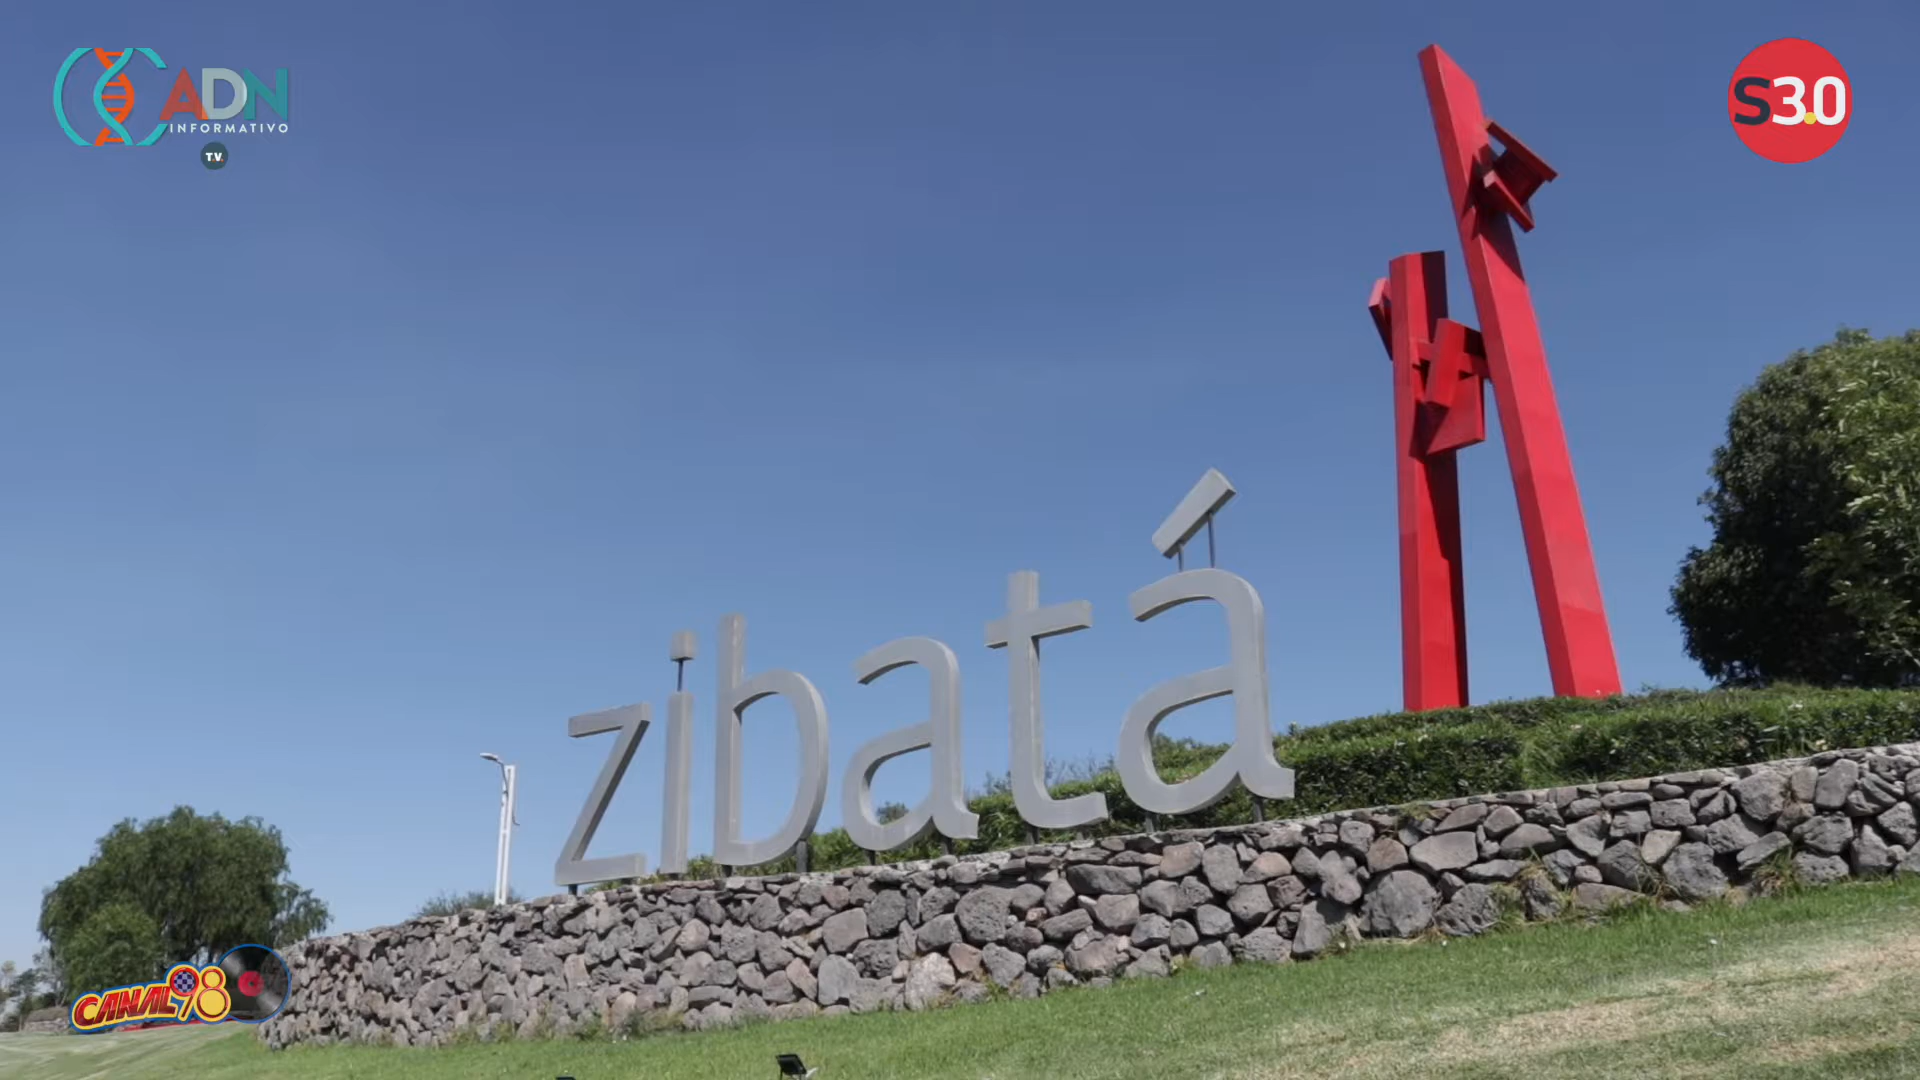 ADN
INFORMATIVO
T.V.
S3.0
zibatá
CANAL 98